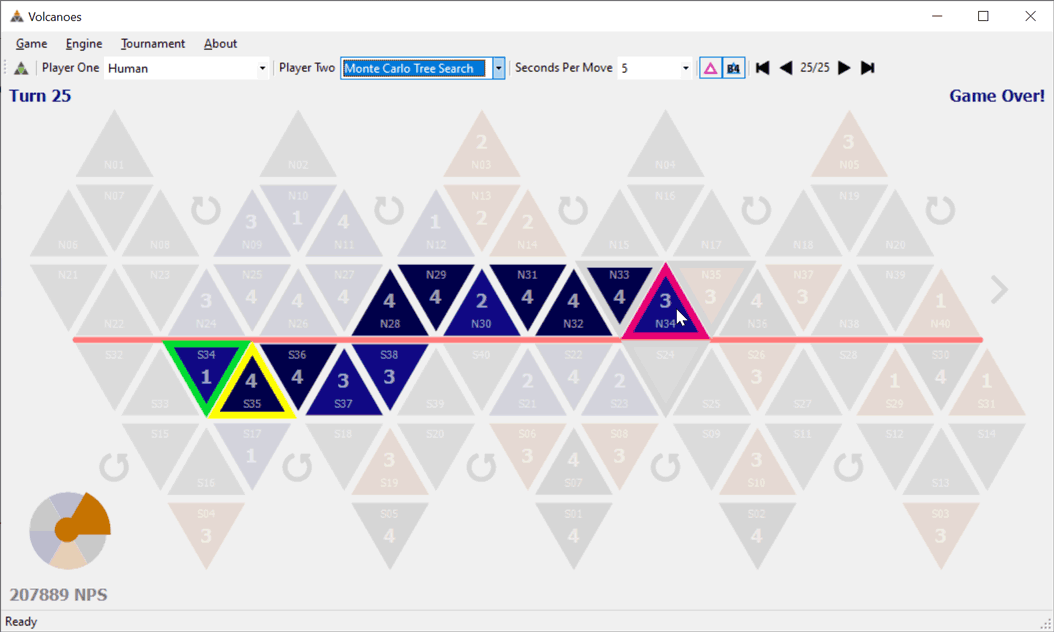 Volcanoes
Game Engine Tournament About
Player One Human Player Two Monte Carlo Tree Search Seconds Per Move 5 B4 25/25
Turn 25 Game Over!
2 3
N01 N02 N03 N04 N05
N07 N10 N13 N16 N19
3 1 4 1 2 2
N06 N08 N09 N11 N12 N14 N15 N17 N18 N20
N21 N23 N25 N27 N29 N31 N33 N35 N37 N39
3 4 4 4 4 4 2 4 4 4 3 3 4 3 1
N22 N24 N26 N28 N30 N32 N34 N36 N38 N40
S32 S34 S36 S38 S40 S22 S24 S26 S28 S30
1 4 4 3 3 2 4 2 3 1 4 1
S33 S35 S37 S39 S21 S23 S25 S27 S29 S31
S15 S17 S18 S20 S06 S08 S09 S11 S12 S14
1 3 3 4 3 3
S16 S19 S07 S10 S13
S04 S05 S01 S02 S03
3 4 4 4 3
207889 NPS
Ready